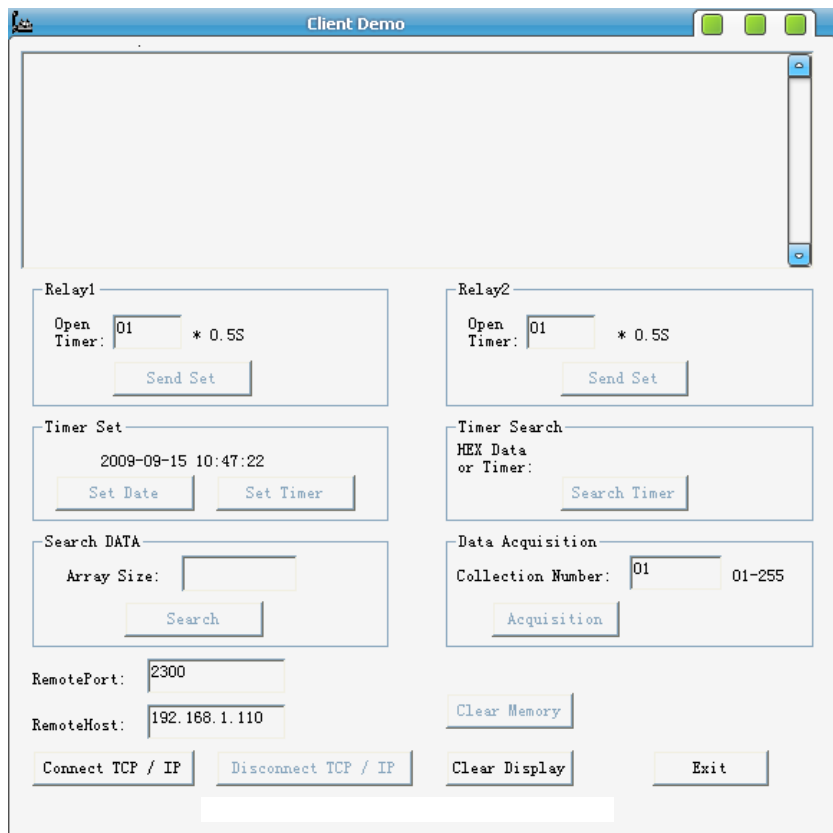 Client Demo
Relay1
Open
Timer:
01
* 0.5S
Send Set
Relay2
Open
Timer:
01
* 0.5S
Send Set
Timer Set
2009-09-15 10:47:22
Set Date
Set Timer
Timer Search
HEX Data
or Timer:
Search Timer
Search DATA
Array Size:
Search
Data Acquisition
Collection Number:
01
01-255
Acquisition
RemotePort:
2300
RemoteHost:
192.168.1.110
Clear Memory
Connect TCP / IP
Disconnect TCP / IP
Clear Display
Exit